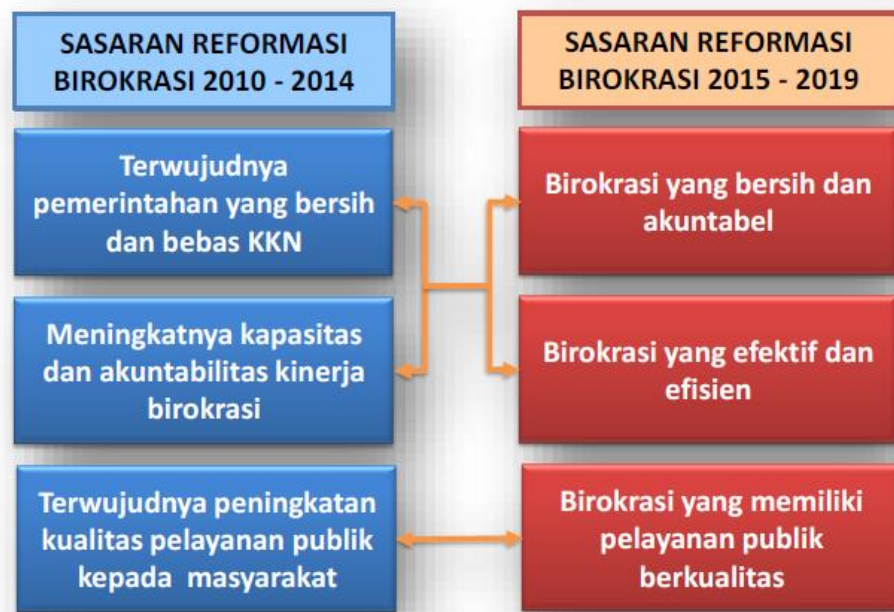 SASARAN REFORMASI
BIROKRASI 2010 - 2014
Terwujudnya
pemerintahan yang bersih
dan bebas KKN
Meningkatnya kapasitas
dan akuntabilitas kinerja
birokrasi
Terwujudnya peningkatan
kualitas pelayanan publik
kepada masyarakat
SASARAN REFORMASI
BIROKRASI 2015 - 2019
Birokrasi yang bersih dan
akuntabel
Birokrasi yang efektif dan
efisien
Birokrasi yang memiliki
pelayanan publik
berkualitas